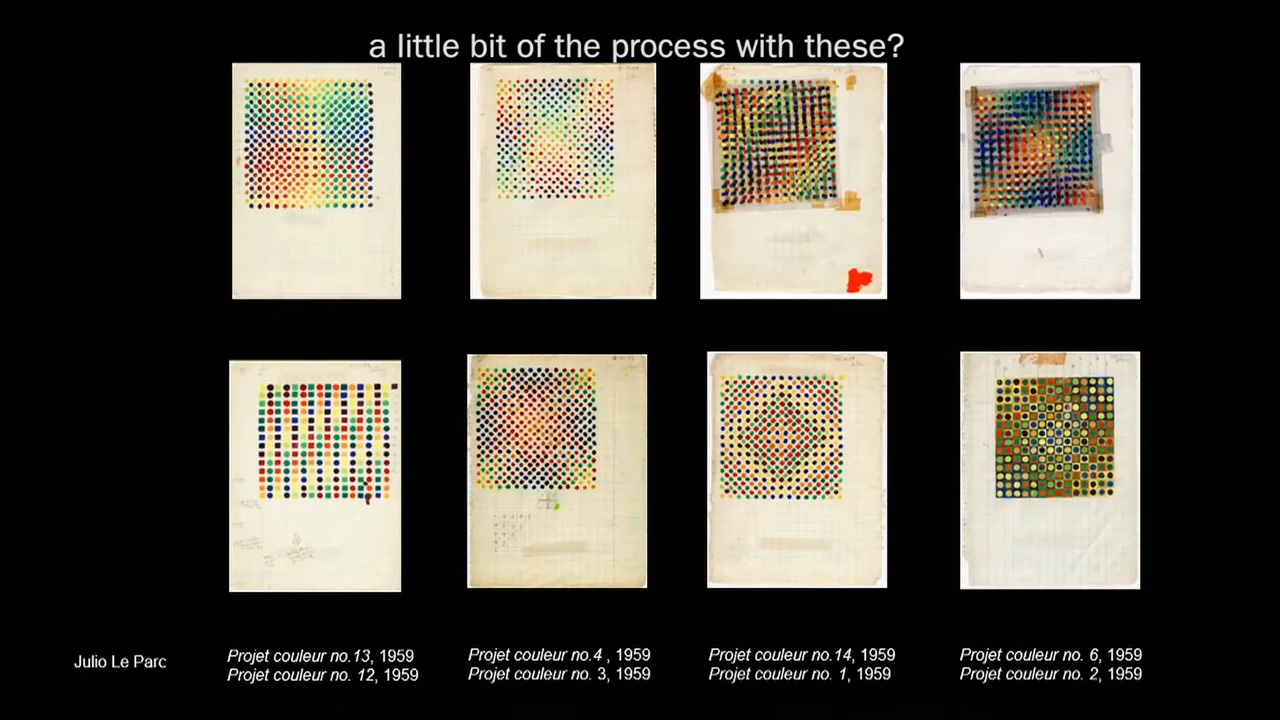 a little bit of the process with these?
Julio Le Parc
Projet couleur no.13, 1959
Projet couleur no. 12, 1959
Projet couleur no.4 , 1959
Projet couleur no. 3, 1959
Projet couleur no.14, 1959
Projet couleur no. 1, 1959
Projet couleur no. 6, 1959
Projet couleur no. 2, 1959